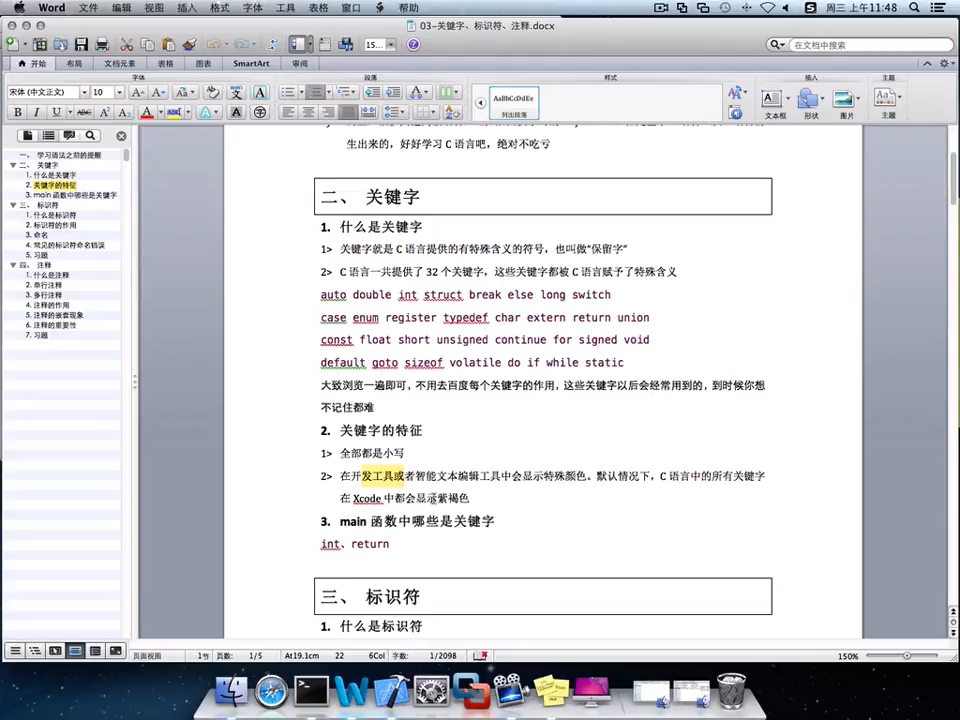 Word 文件 编辑 视图 插入 格式 字体 工具 表格 窗口 帮助 周三上午11:48
03-关键字、标识符、注释.docx
15... 在文档中搜索
开始 布局 文档元素 表格 图表 SmartArt 审阅
字体 段落 样式 插入 主题
宋体 (中文正文) 10 AaBbCcDdEe
列出段落 文本框 形状 图片 主题
一、 学习语法之前的提醒
二、 关键字
1. 什么是关键字
2. 关键字的特征
3. main 函数中哪些是关键字
三、 标识符
1. 什么是标识符
2. 标识符的作用
3. 命名
4. 常见的标识符命名错误
5. 习题
四、 注释
1. 什么是注释
2. 单行注释
3. 多行注释
4. 注释的作用
5. 注释的嵌套现象
6. 注释的重要性
7. 习题
生出来的，好好学习 C 语言吧，绝对不吃亏
二、 关键字
1. 什么是关键字
1> 关键字就是 C 语言提供的有特殊含义的符号，也叫做“保留字”
2> C 语言一共提供了 32 个关键字，这些关键字都被 C 语言赋予了特殊含义
auto double int struct break else long switch
case enum register typedef char extern return union
const float short unsigned continue for signed void
default goto sizeof volatile do if while static
大致浏览一遍即可，不用去百度每个关键字的作用，这些关键字以后会经常用到的，到时候你想
不记住都难
2. 关键字的特征
1> 全部都是小写
2> 在开发工具或者智能文本编辑工具中会显示特殊颜色。默认情况下，C 语言中的所有关键字
在 Xcode 中都会显示紫褐色
3. main 函数中哪些是关键字
int、return
三、 标识符
1. 什么是标识符
页面视图 1节 页数: 1/5 At19.1cm 22 6Col 字数: 1/2098 150%